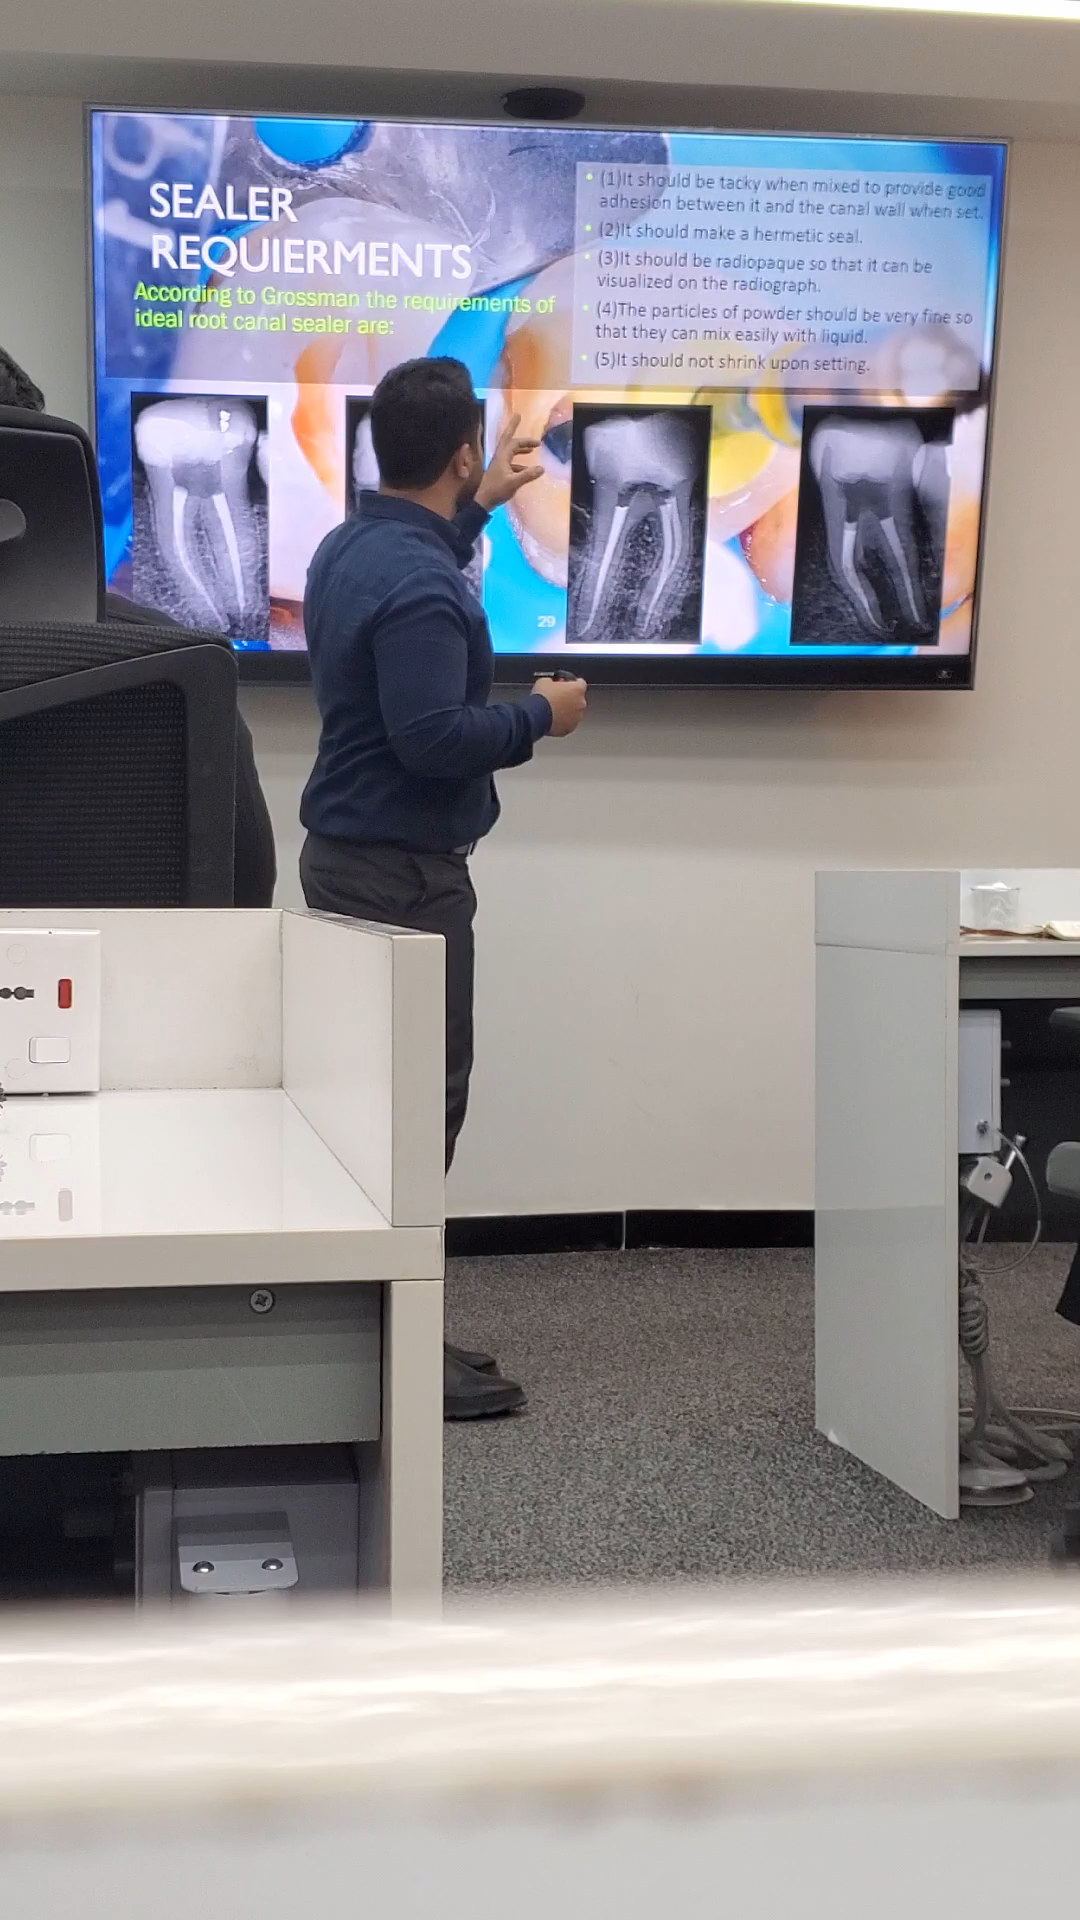 SEALER
REQUIERMENTS
According to Grossman the requirements of
ideal root canal sealer are:
• (1)It should be tacky when mixed to provide good
adhesion between it and the canal wall when set.
• (2)It should make a hermetic seal.
• (3)It should be radiopaque so that it can be
visualized on the radiograph.
• (4)The particles of powder should be very fine so
that they can mix easily with liquid.
• (5)It should not shrink upon setting.
29